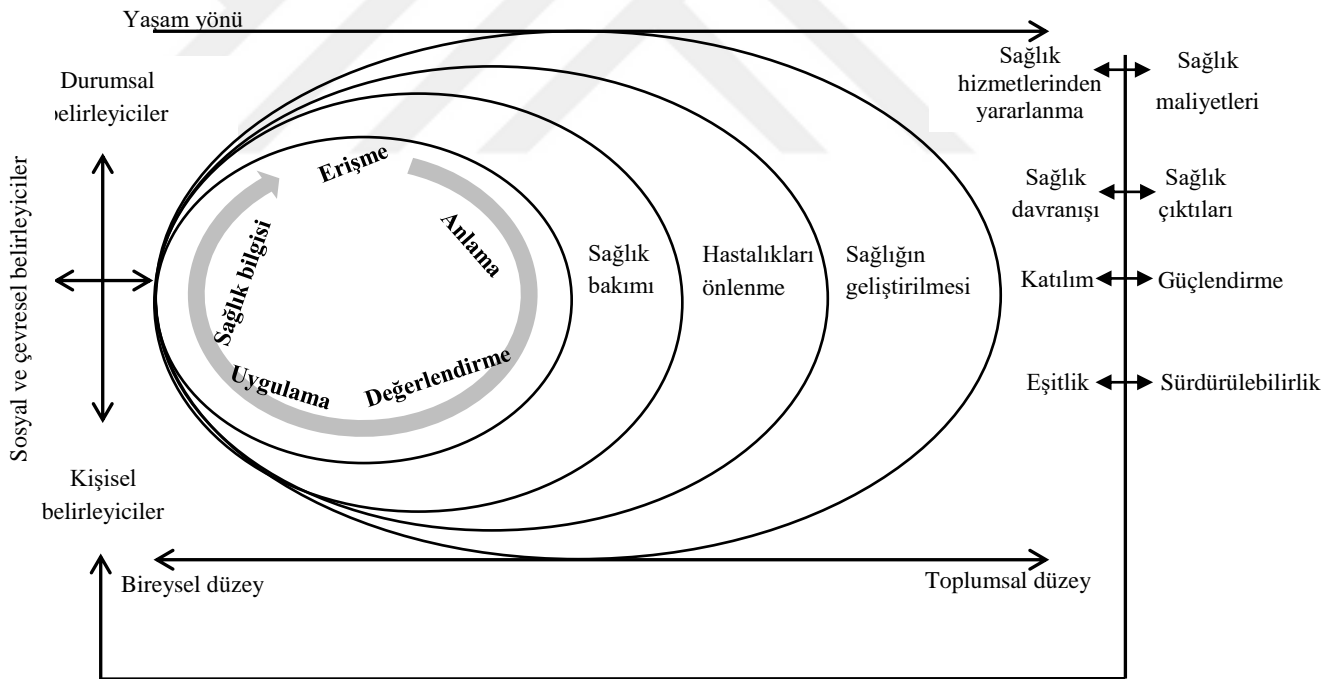 Yaşam yönü
Durumsal
belirleyiciler
Sosyal ve çevresel belirleyiciler
Kişisel
belirleyiciler
Erişme
Anlama
Değerlendirme
Uygulama
Sağlık bilgisi
Sağlık
bakımı
Hastalıkları
önlenme
Sağlığın
geliştirilmesi
Sağlık
hizmetlerinden
yararlanma
Sağlık
maliyetleri
Sağlık
davranışı
Sağlık
çıktıları
Katılım
Güçlendirme
Eşitlik
Sürdürülebilirlik
Bireysel düzey
Toplumsal düzey